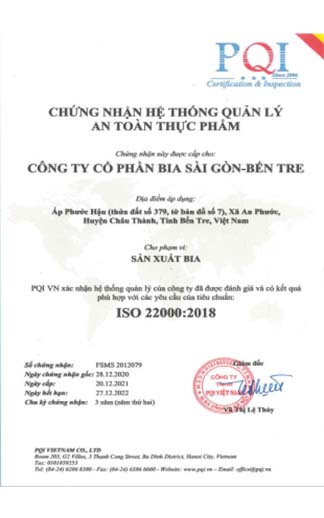 PQI
Since 2006
Certification & Inspection
CHỨNG NHẬN HỆ THỐNG QUẢN LÝ
AN TOÀN THỰC PHẨM
Chứng nhận này được cấp cho:
CÔNG TY CỔ PHẦN BIA SÀI GÒN-BẾN TRE
Địa điểm áp dụng:
Ấp Phước Hậu (thửa đất số 379, tờ bản đồ số 7), Xã An Phước,
Huyện Châu Thành, Tỉnh Bến Tre, Việt Nam
Cho phạm vi:
SẢN XUẤT BIA
PQI VN xác nhận hệ thống quản lý của công ty đã được đánh giá và có kết quả
phù hợp với các yêu cầu của tiêu chuẩn:
ISO 22000:2018
Số chứng nhận: FSMS 2012079
Ngày chứng nhận gốc: 28.12.2020
Ngày cấp: 20.12.2021
Ngày hết hạn: 27.12.2022
Chu kỳ chứng nhận: 3 năm (năm thứ hai)
Giám đốc
CÔNG TY
PQI VIỆT NAM
Vũ Thị Lệ Thủy
PQI VIETNAM CO., LTD
Room 203, G2 Villas, 3 Thanh Cong Street, Ba Dinh District, Hanoi City, Vietnam
Tax: 0101859253
Tel: (84-24) 6286 8380 - Fax: (84-24) 6286 6660 - Website: www.pqi.vn - Email: office@pqi.vn